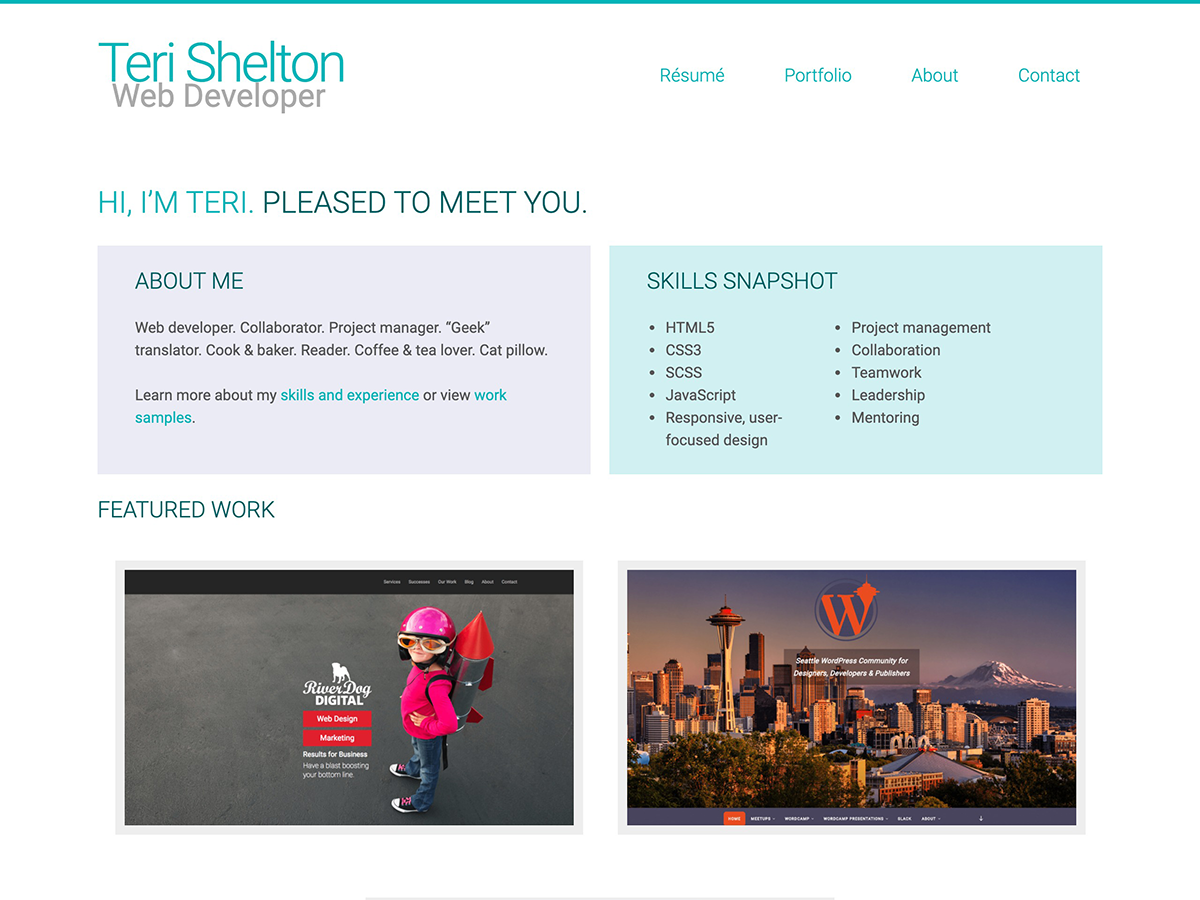 Teri Shelton
Web Developer
Résumé Portfolio About Contact
HI, I’M TERI. PLEASED TO MEET YOU.
ABOUT ME
Web developer. Collaborator. Project manager. “Geek”
translator. Cook & baker. Reader. Coffee & tea lover. Cat pillow.
Learn more about my skills and experience or view work
samples.
SKILLS SNAPSHOT
• HTML5
• CSS3
• SCSS
• JavaScript
• Responsive, user-
focused design
• Project management
• Collaboration
• Teamwork
• Leadership
• Mentoring
FEATURED WORK
Services Successes Our Work Blog About Contact
RiverDog
DIGITAL
Web Design
Marketing
Results for Business
Have a blast boosting
your bottom line.
W
Seattle WordPress Community for
Designers, Developers & Publishers
HOME MEETUPS WORDCAMP WORDCAMP PRESENTATIONS SLACK ABOUT